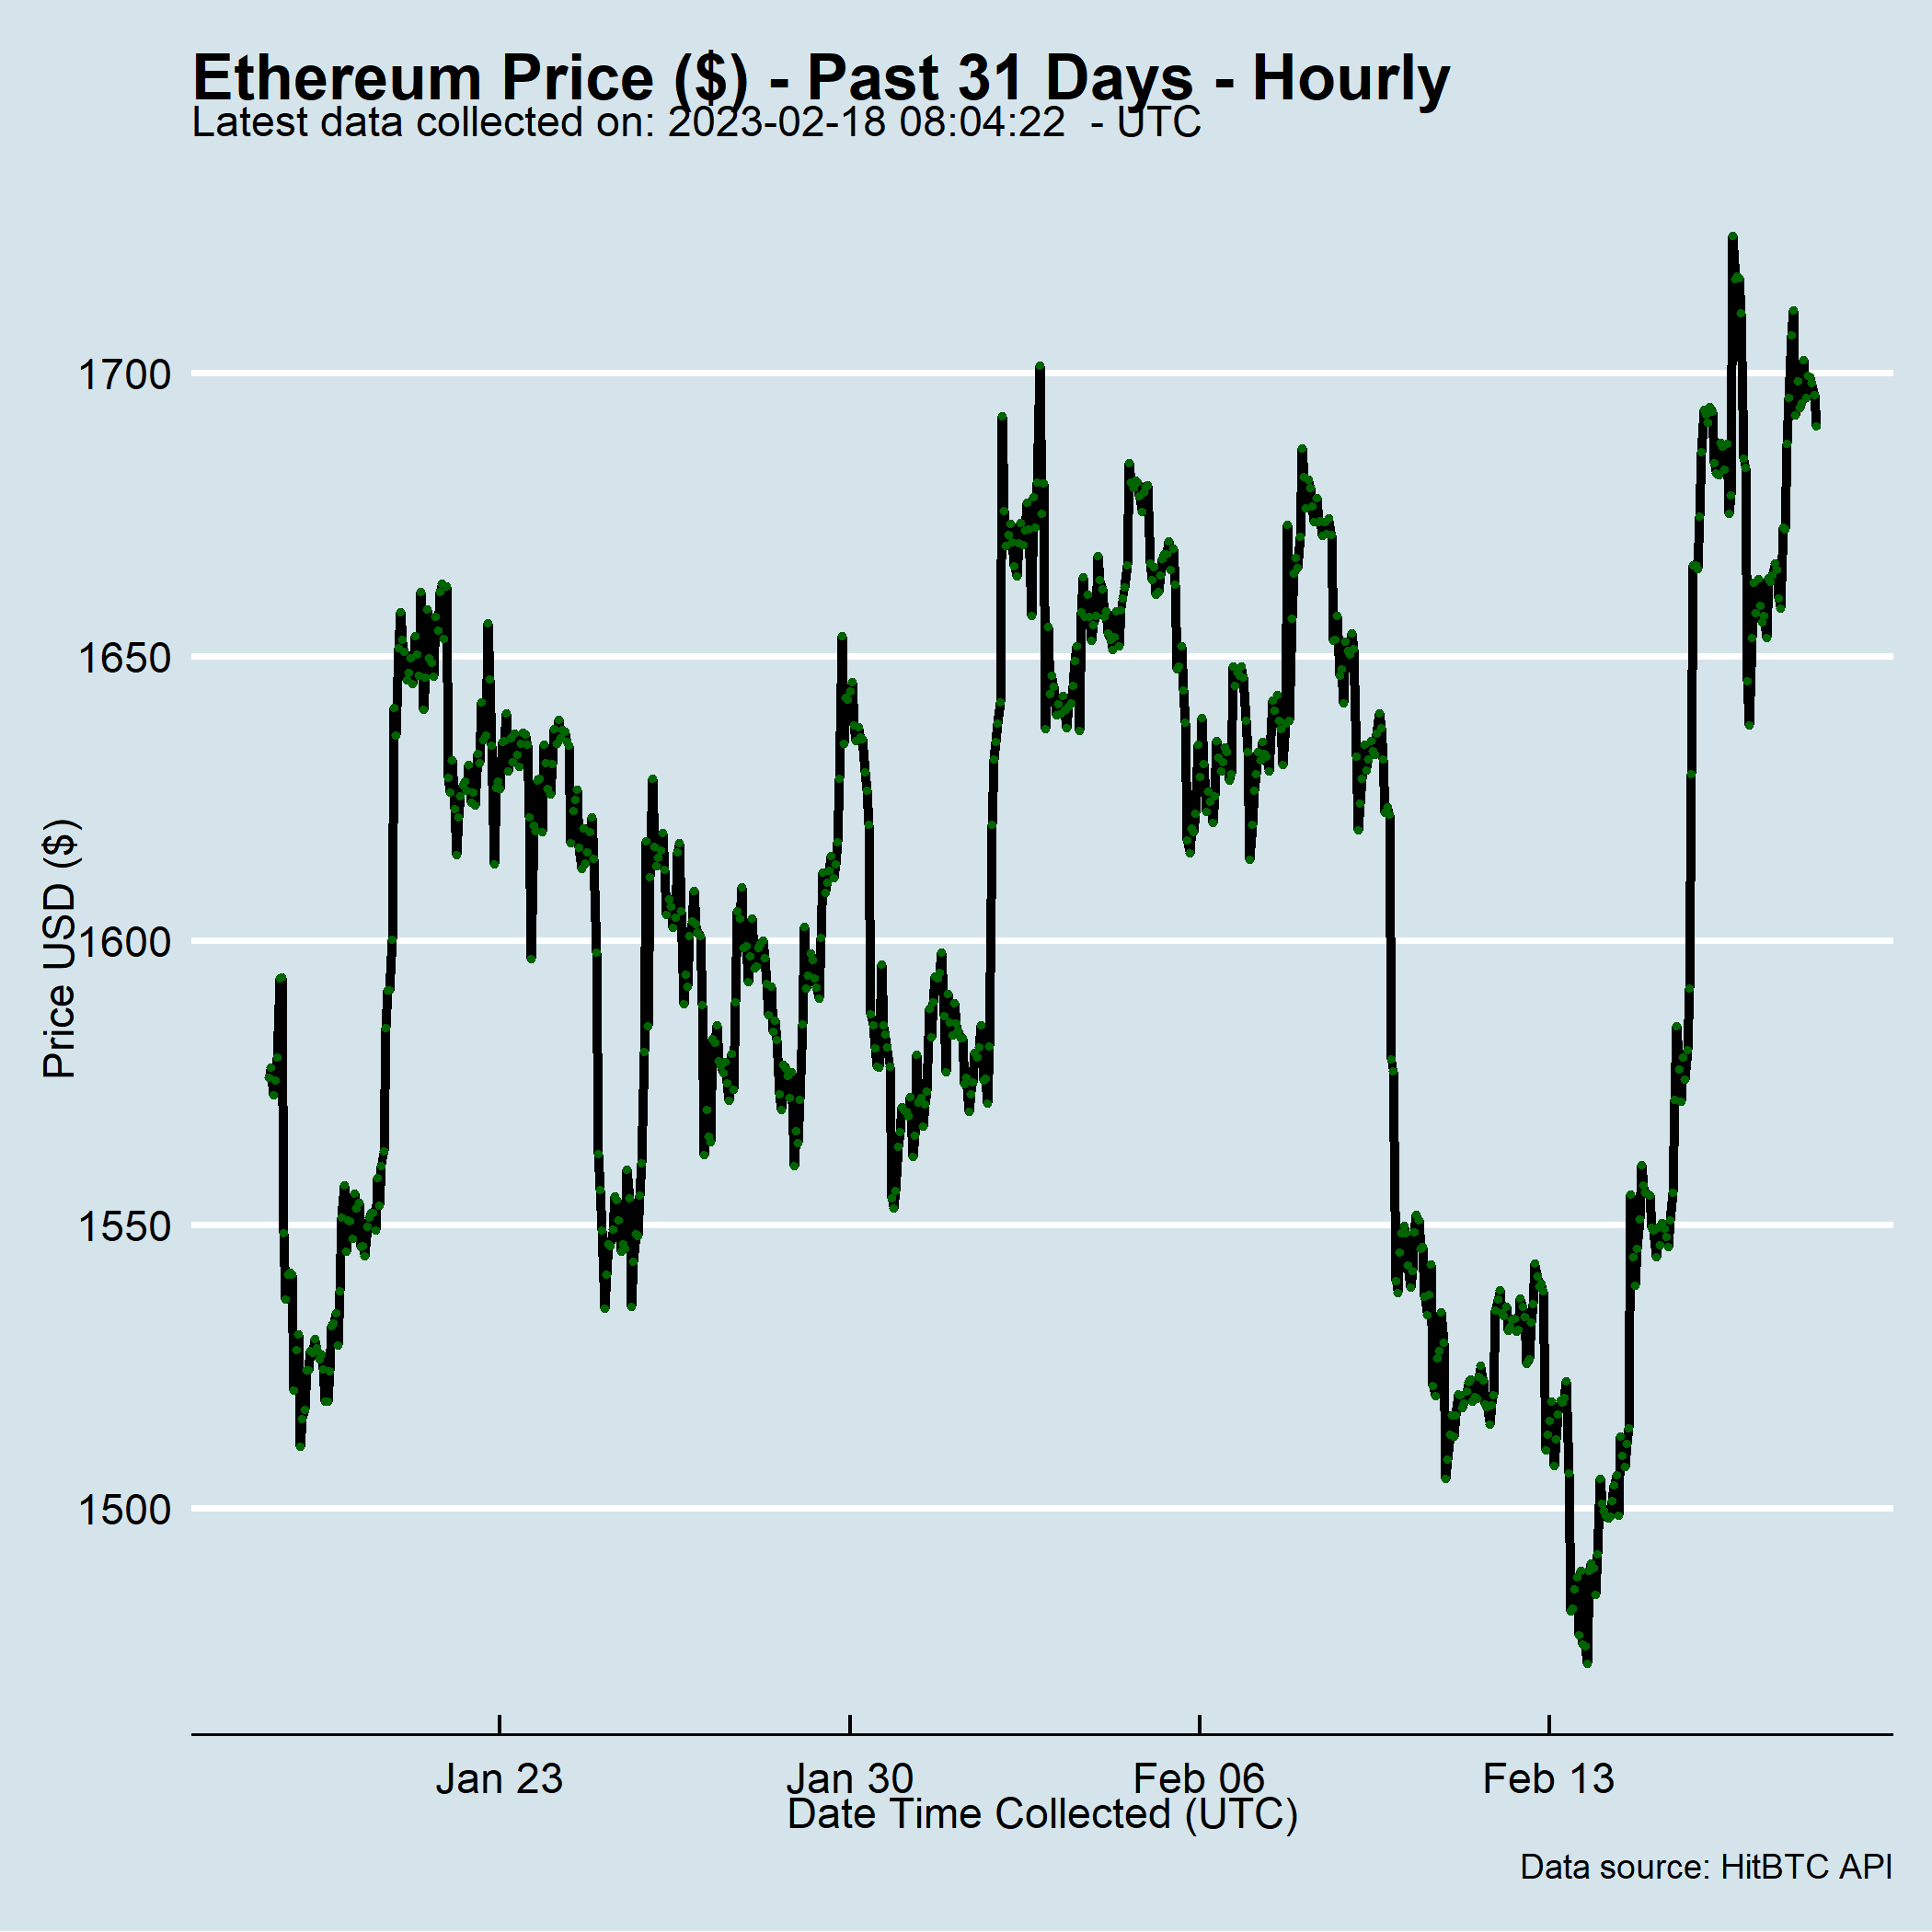 Ethereum Price ($) - Past 31 Days - Hourly
Latest data collected on: 2023-02-18 08:04:22  - UTC
Price USD ($)
1700
1650
1600
1550
1500
Jan 23
Jan 30
Feb 06
Feb 13
Date Time Collected (UTC)
Data source: HitBTC API